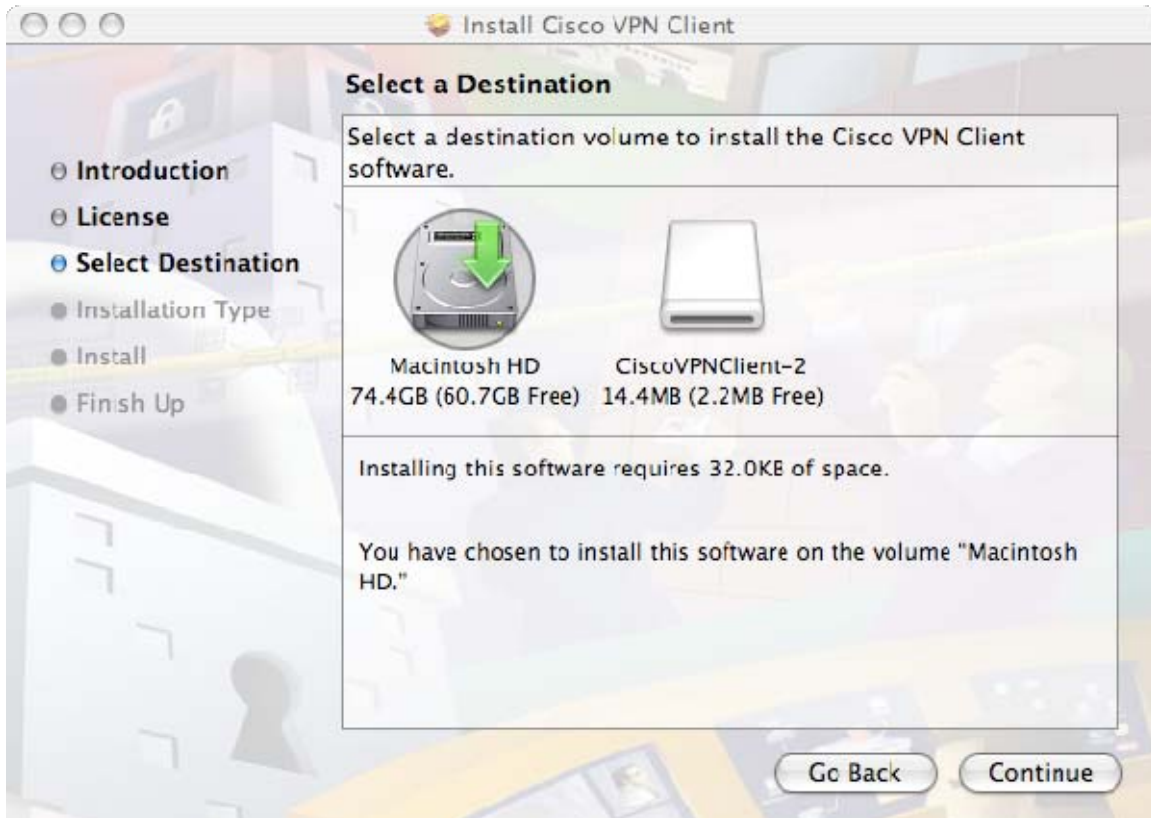 Install Cisco VPN Client
Select a Destination
Select a destination volume to install the Cisco VPN Client
software.
Introduction
License
Select Destination
Installation Type
Install
Finish Up
Macintosh HD
74.4GB (60.7GB Free)
CiscoVPNClient-2
14.4MB (2.2MB Free)
Installing this software requires 32.0KB of space.
You have chosen to install this software on the volume "Macintosh
HD."
Go Back
Continue